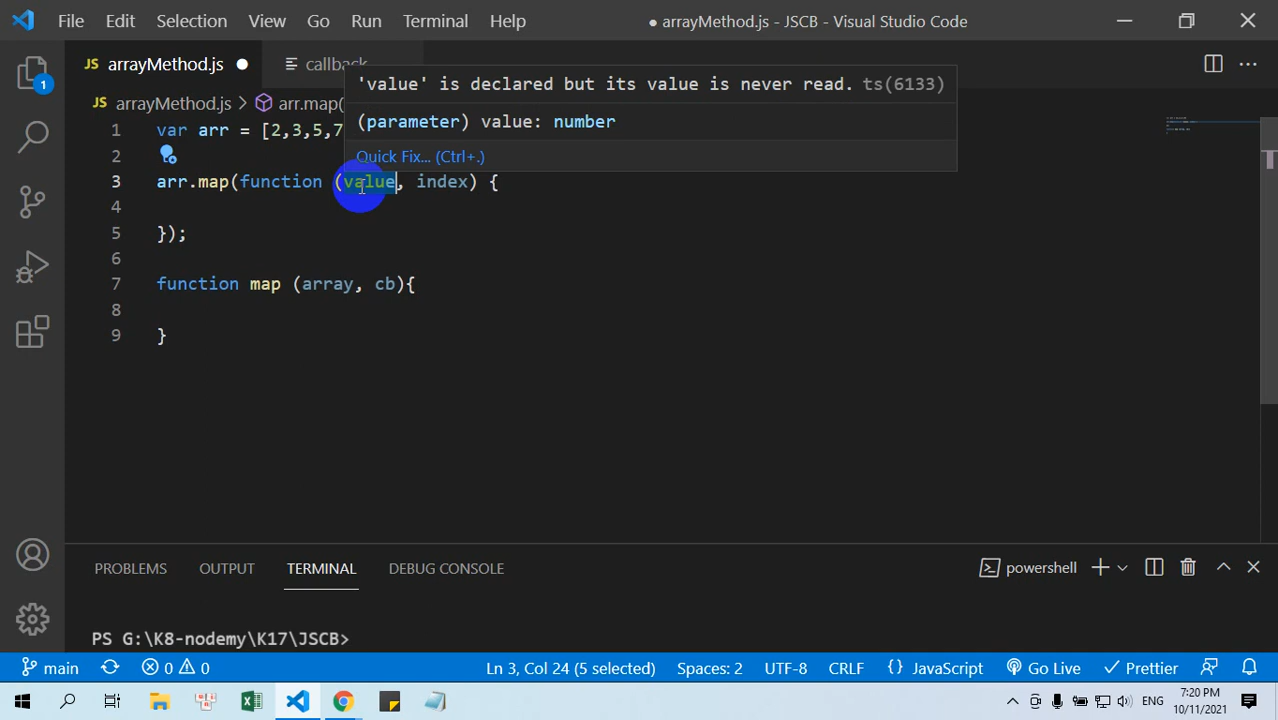 File Edit Selection View Go Run Terminal Help ● arrayMethod.js - JSCB - Visual Studio Code
JS arrayMethod.js ● callback
JS arrayMethod.js > arr.map(
'value' is declared but its value is never read. ts(6133)
(parameter) value: number
Quick Fix... (Ctrl+.)
1 var arr = [2,3,5,7
2
3 arr.map(function (value, index) {
4
5 });
6
7 function map (array, cb){
8
9 }
1
PROBLEMS OUTPUT TERMINAL DEBUG CONSOLE powershell
PS G:\K8-nodemy\K17\JSCB>
main 0 0 Ln 3, Col 24 (5 selected) Spaces: 2 UTF-8 CRLF {} JavaScript Go Live Prettier
ENG 7:20 PM
10/11/2021